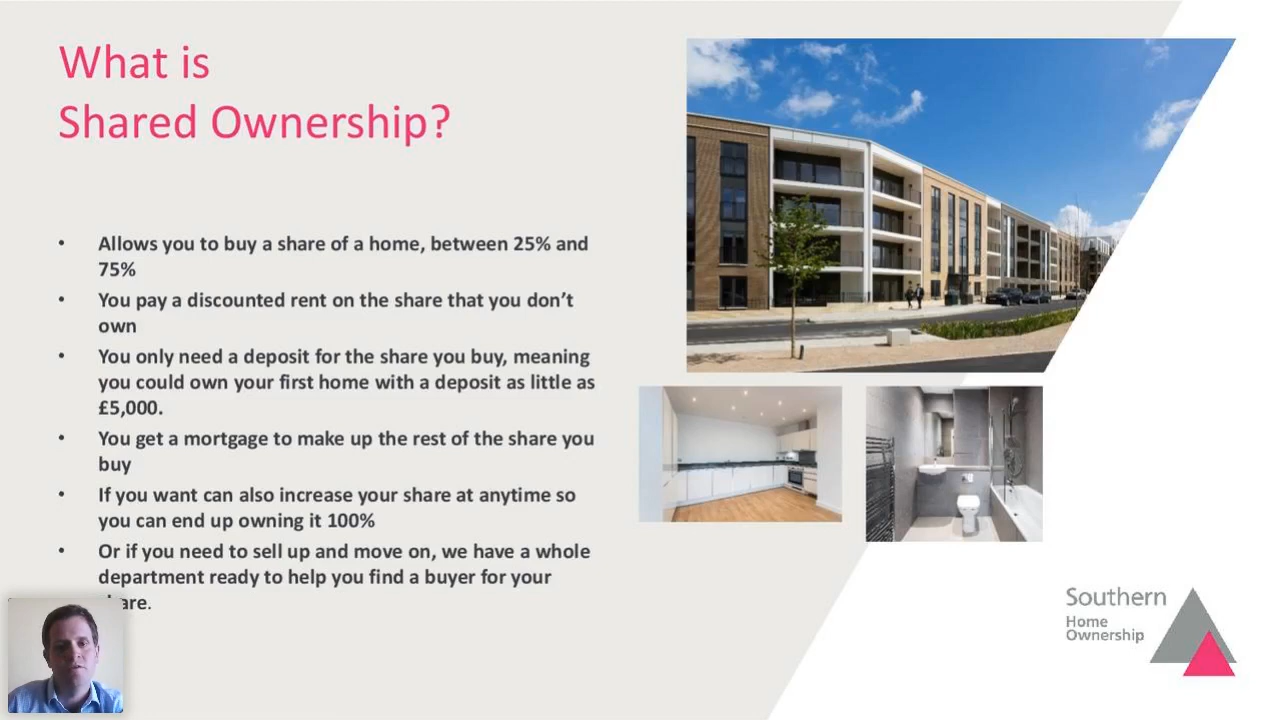 What is
Shared Ownership?
• Allows you to buy a share of a home, between 25% and
75%
• You pay a discounted rent on the share that you don’t
own
• You only need a deposit for the share you buy, meaning
you could own your first home with a deposit as little as
£5,000.
• You get a mortgage to make up the rest of the share you
buy
• If you want can also increase your share at anytime so
you can end up owning it 100%
• Or if you need to sell up and move on, we have a whole
department ready to help you find a buyer for your
are.
Southern
Home
Ownership